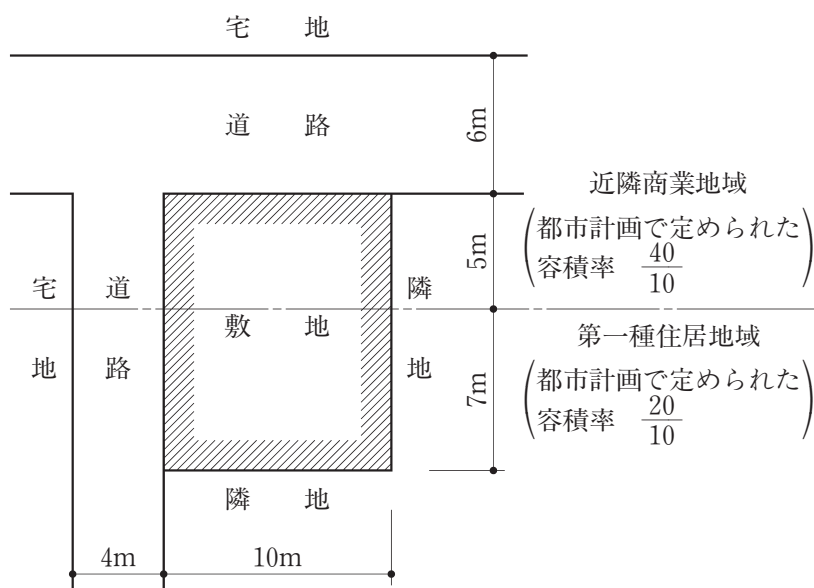 宅地
道路
6m
近隣商業地域
(都市計画で定められた
容積率 40/10)
5m
宅地
道路
敷地
隣地
第一種住居地域
(都市計画で定められた
容積率 20/10)
7m
隣地
4m
10m